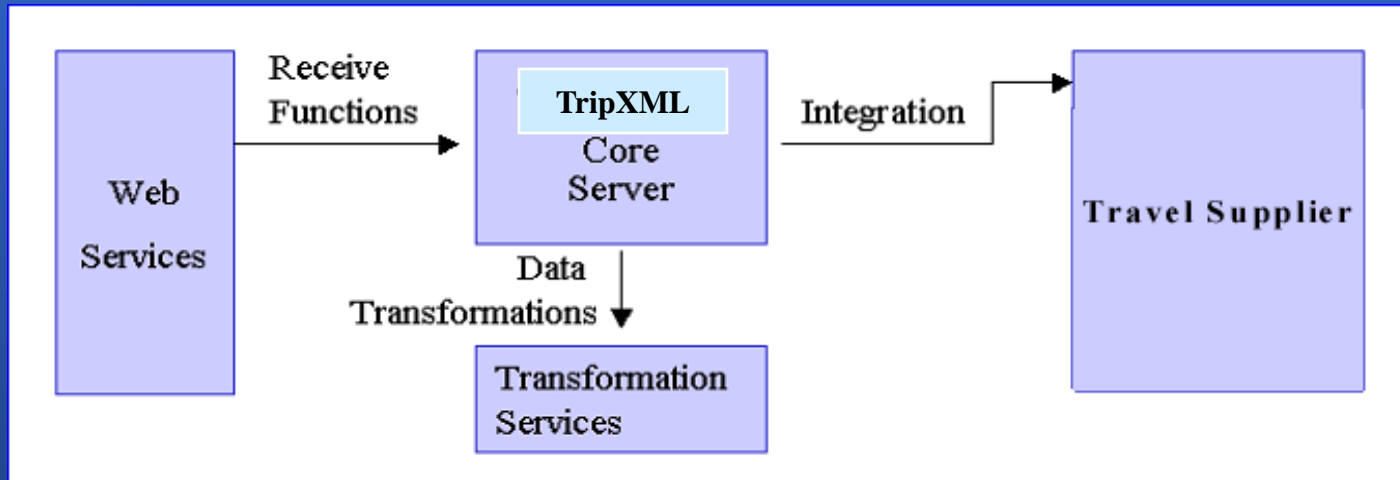 Web
Services
Receive
Functions
TripXML
Core
Server
Integration
Travel Supplier
Data
Transformations
Transformation
Services